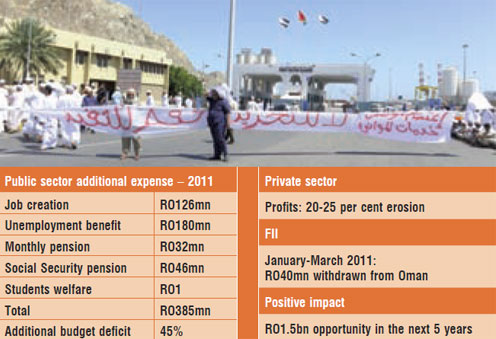 لا للتخريب
Public sector additional expense – 2011
Job creation RO126mn
Unemployment benefit RO180mn
Monthly pension RO32mn
Social Security pension RO46mn
Students welfare RO1
Total RO385mn
Additional budget deficit 45%
Private sector
Profits: 20-25 per cent erosion
FII
January-March 2011:
RO40mn withdrawn from Oman
Positive impact
RO1.5bn opportunity in the next 5 years